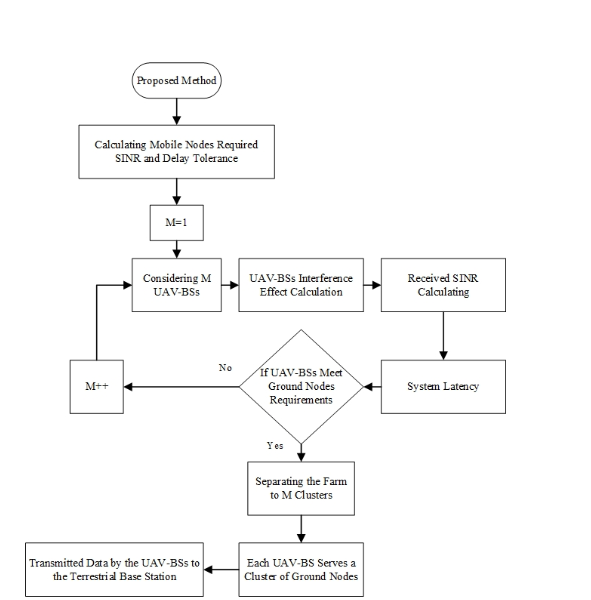 Proposed Method
Calculating Mobile Nodes Required
SINR and Delay Tolerance
M=1
Considering M
UAV-BSs
UAV-BSs Interference
Effect Calculation
Received SINR
Calculating
System Latency
If UAV-BSs Meet
Ground Nodes
Requirements
No
M++
Yes
Separating the Farm
to M Clusters
Each UAV-BS Serves a
Cluster of Ground Nodes
Transmitted Data by the UAV-BSs to
the Terrestrial Base Station